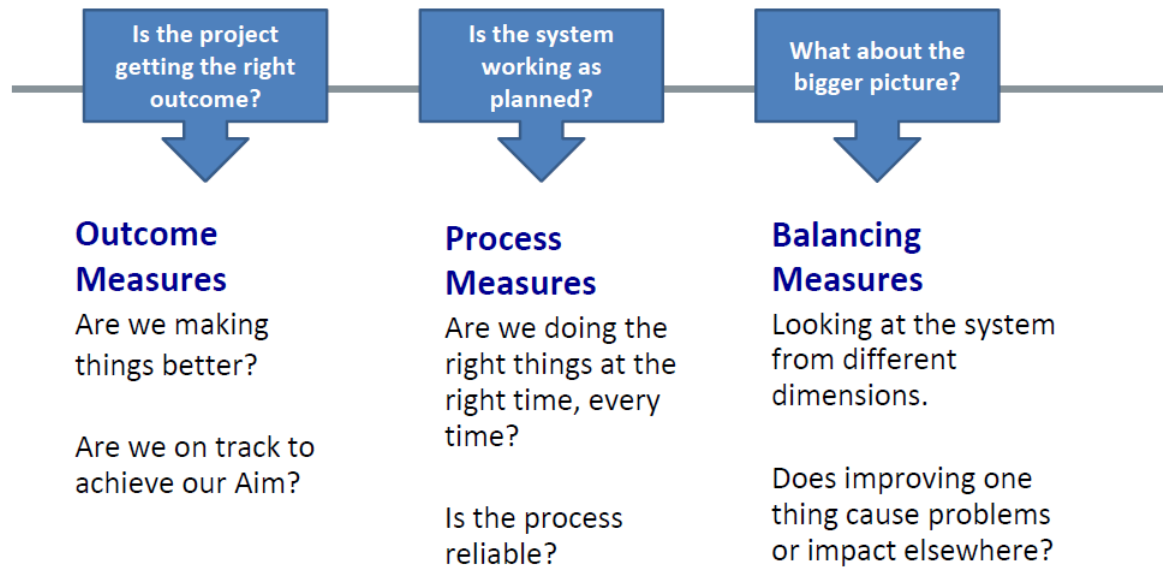 Is the project
getting the right
outcome?
Is the system
working as
planned?
What about the
bigger picture?
Outcome
Measures
Are we making
things better?
Are we on track to
achieve our Aim?
Process
Measures
Are we doing the
right things at the
right time, every
time?
Is the process
reliable?
Balancing
Measures
Looking at the system
from different
dimensions.
Does improving one
thing cause problems
or impact elsewhere?